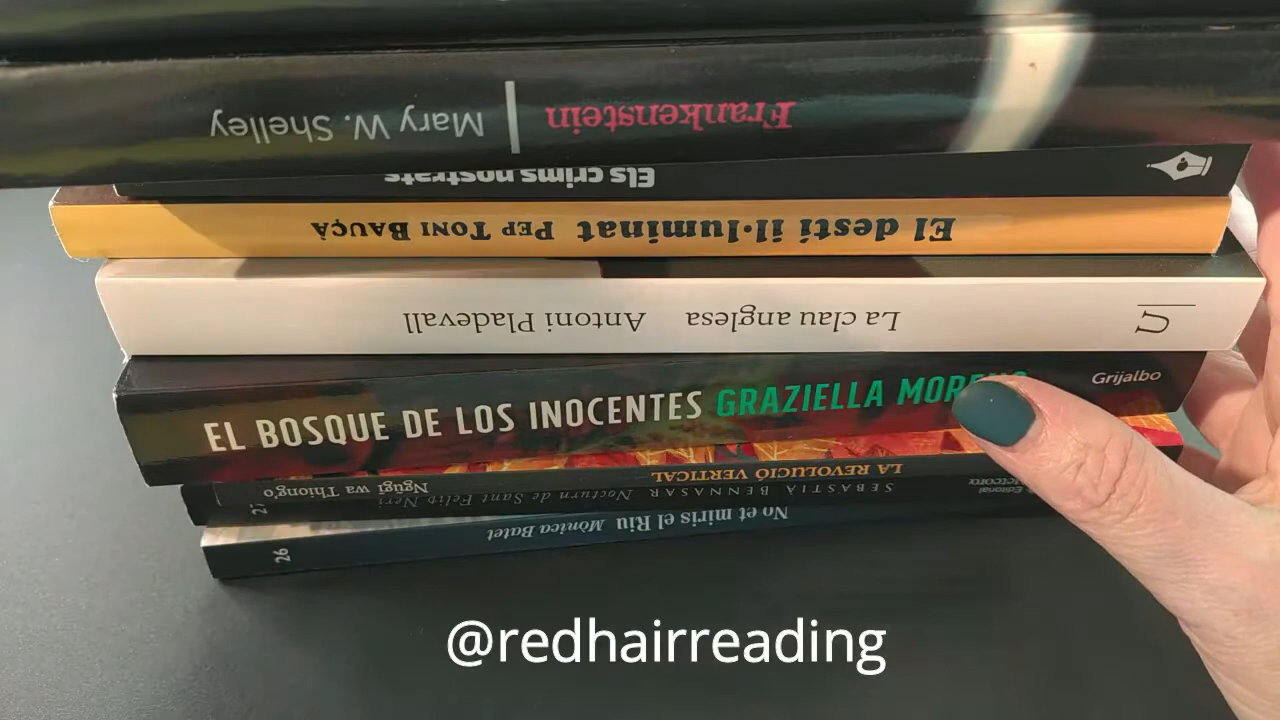 Frankenstein | Mary W. Shelley
Els crims nostrats
El destí il·luminat PEP TONI BAUÇÀ
La clau anglesa Antoni Pladevall
EL BOSQUE DE LOS INOCENTES GRAZIELLA MORENO Grijalbo
LA REVOLUCIÓ VERTICAL Ngũgĩ wa Thiong'o
SEBASTIÀ BENNASAR Nocturn de Sant Felip Neri
No et miris el Riu Mònica Batet 26
@redhairreading